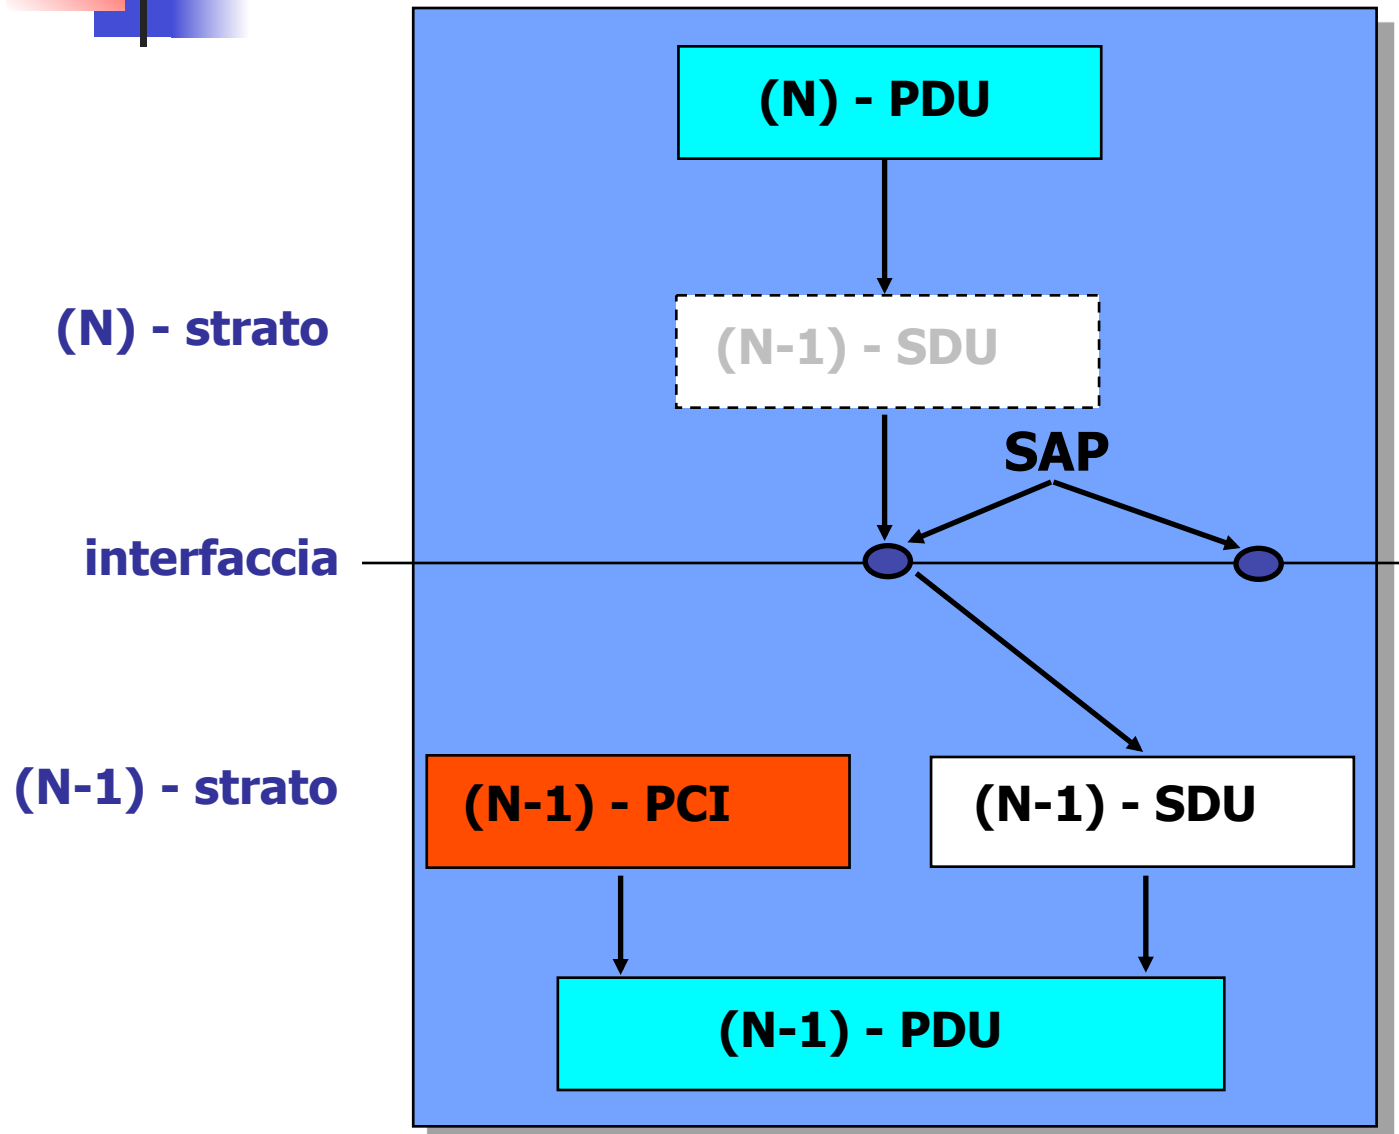 (N) - PDU
(N) - strato
(N-1) - SDU
SAP
interfaccia
(N-1) - strato
(N-1) - PCI
(N-1) - SDU
(N-1) - PDU